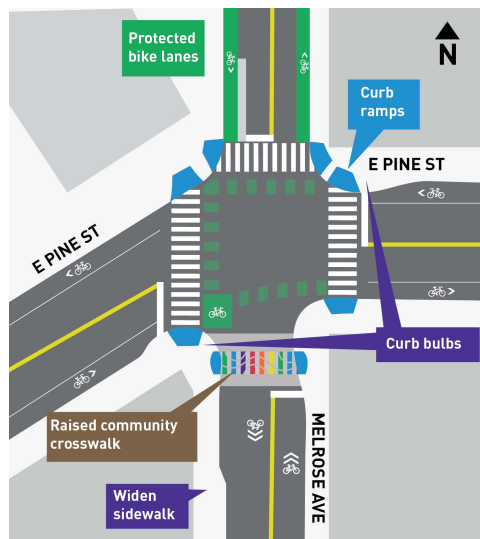 Protected
bike lanes
N
Curb
ramps
E PINE ST
E PINE ST
Curb bulbs
Raised community
crosswalk
MELROSE AVE
Widen
sidewalk